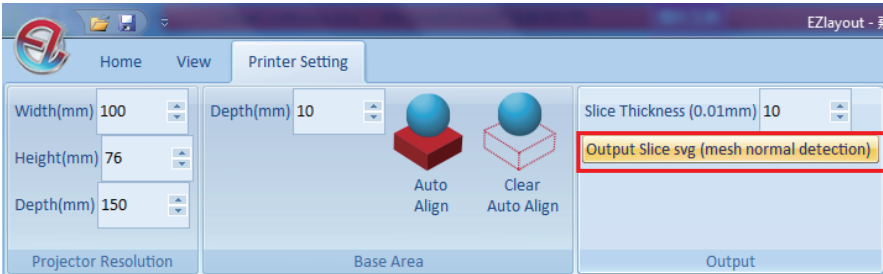 EZlayout -
Home View Printer Setting
Width(mm) 100
Height(mm) 76
Depth(mm) 150
Projector Resolution
Depth(mm) 10
Auto Align
Clear Auto Align
Base Area
Slice Thickness (0.01mm) 10
Output Slice svg (mesh normal detection)
Output